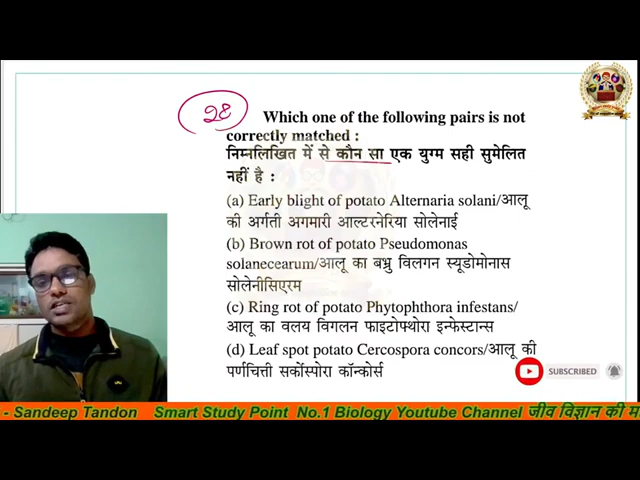 28
Which one of the following pairs is not
correctly matched :
निम्नलिखित में से कौन सा एक युग्म सही सुमेलित
नहीं है :
(a) Early blight of potato Alternaria solani/आलू
की अर्गती अगमारी आल्टरनेरिया सोलेनाई
(b) Brown rot of potato Pseudomonas
solanecearum/आलू का बभ्रु विलगन स्यूडोमोनास
सोलेनीसिएरम
(c) Ring rot of potato Phytophthora infestans/
आलू का वलय विगलन फाइटोफ्थोरा इन्फेस्टान्स
(d) Leaf spot potato Cercospora concors/आलू की
पर्णचित्ती सर्कोस्पोरा कॉन्कोर्स
SUBSCRIBED
- Sandeep Tandon Smart Study Point No.1 Biology Youtube Channel जीव विज्ञान की म